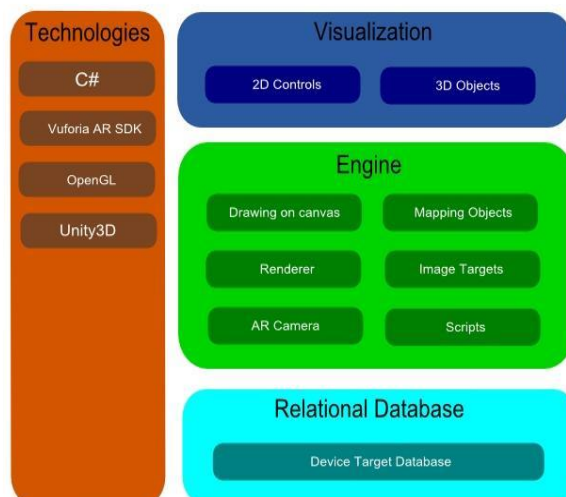 Technologies
C#
Vuforia AR SDK
OpenGL
Unity3D
Visualization
2D Controls
3D Objects
Engine
Drawing on canvas
Mapping Objects
Renderer
Image Targets
AR Camera
Scripts
Relational Database
Device Target Database